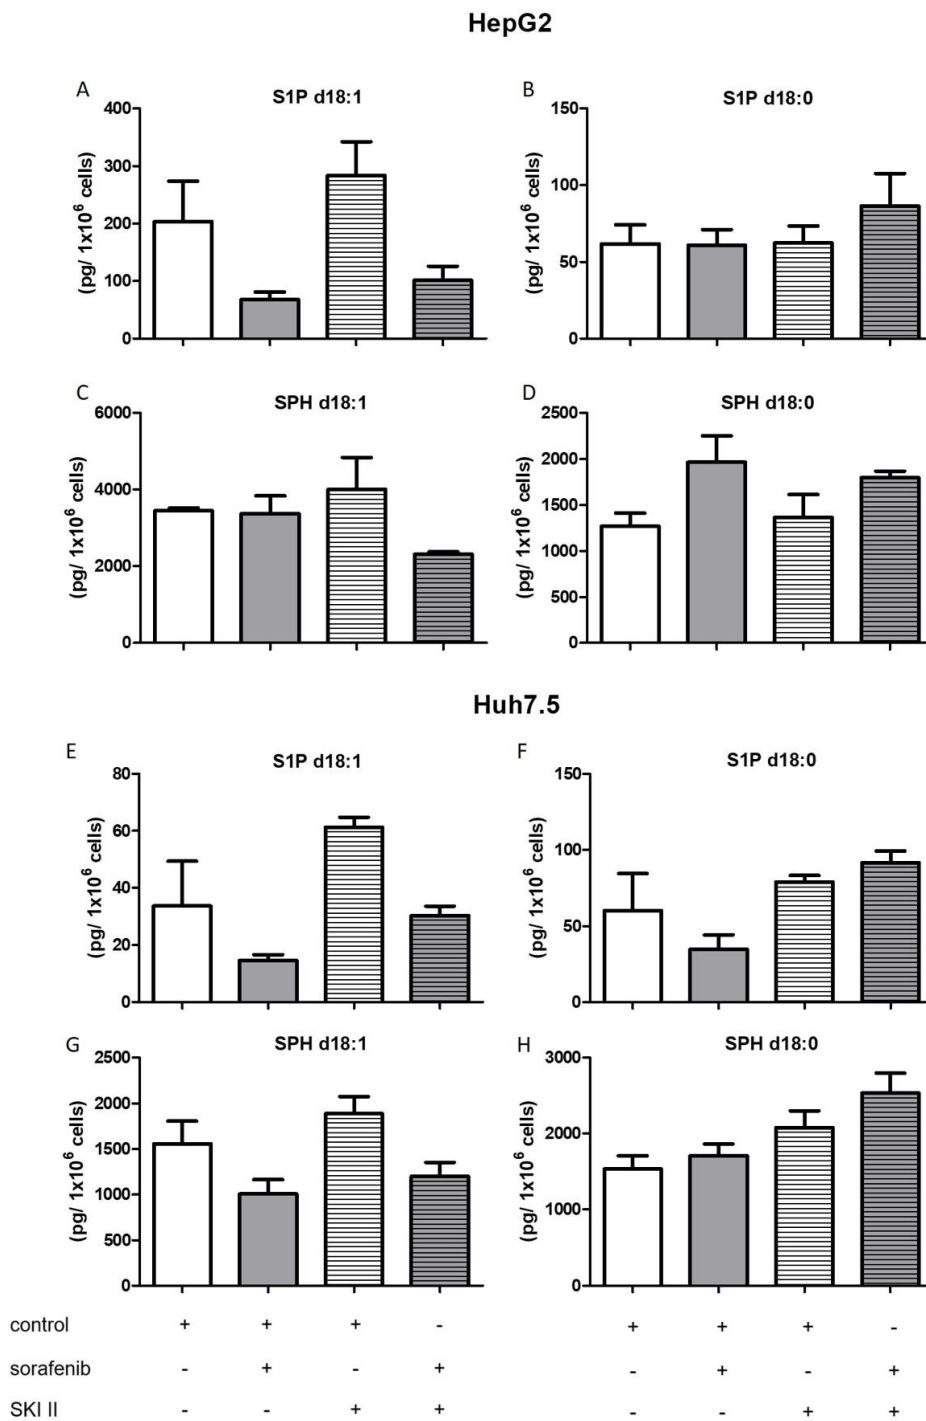 HepG2
A
S1P d18:1
400
300
200
100
0
(pg/ 1x10⁶ cells)
B
S1P d18:0
150
100
50
0
(pg/ 1x10⁶ cells)
C
SPH d18:1
6000
4000
2000
0
(pg/ 1x10⁶ cells)
D
SPH d18:0
2500
2000
1500
1000
500
0
(pg/ 1x10⁶ cells)
Huh7.5
E
S1P d18:1
80
60
40
20
0
(pg/ 1x10⁶ cells)
F
S1P d18:0
150
100
50
0
(pg/ 1x10⁶ cells)
G
SPH d18:1
2500
2000
1500
1000
500
0
(pg/ 1x10⁶ cells)
H
SPH d18:0
3000
2000
1000
0
(pg/ 1x10⁶ cells)
control + + + - + + + -
sorafenib - + - + - + - +
SKI II - - + + - - + +